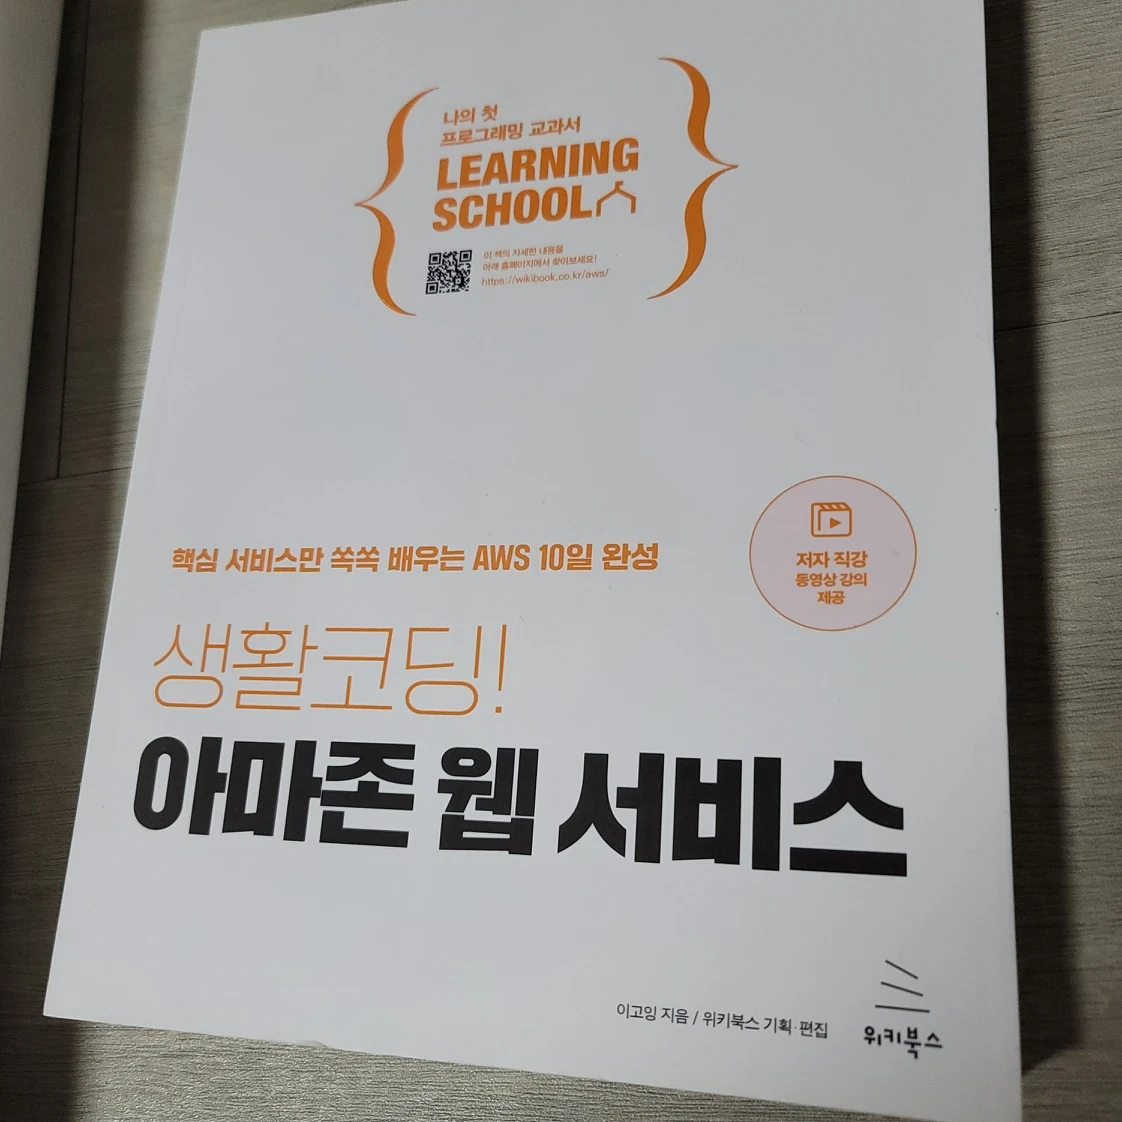 나의 첫
프로그래밍 교과서
LEARNING
SCHOOL
이 책의 자세한 내용을
아래 홈페이지에서 찾아보세요!
https://wikibook.co.kr/aws/
저자 직강
동영상 강의
제공
핵심 서비스만 쏙쏙 배우는 AWS 10일 완성
생활코딩!
아마존 웹 서비스
이고잉 지음 / 위키북스 기획·편집
위키북스